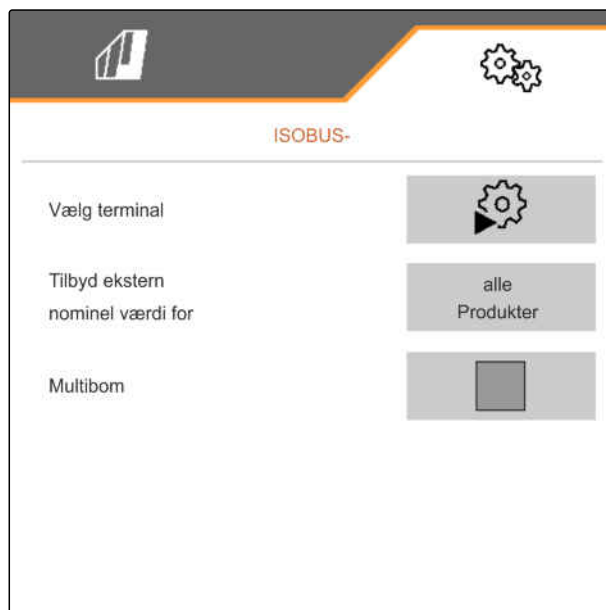 ISOBUS-
Vælg terminal
Tilbyd ekstern
nominel værdi for
alle
Produkter
Multibom